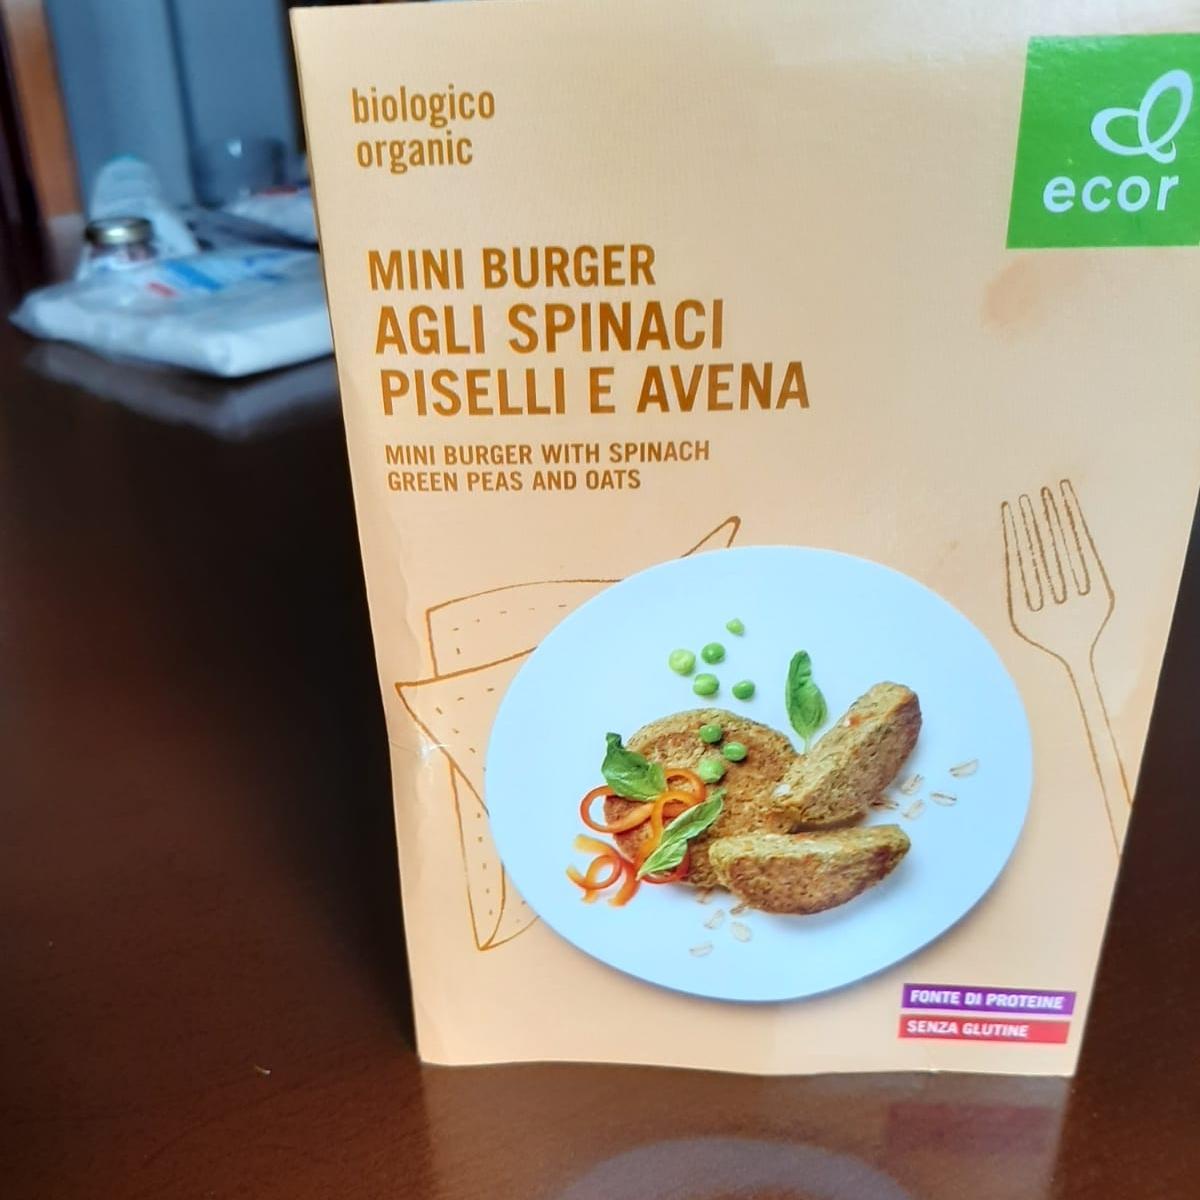 biologico
organic
ecor
MINI BURGER
AGLI SPINACI
PISELLI E AVENA
MINI BURGER WITH SPINACH
GREEN PEAS AND OATS
FONTE DI PROTEINE
SENZA GLUTINE